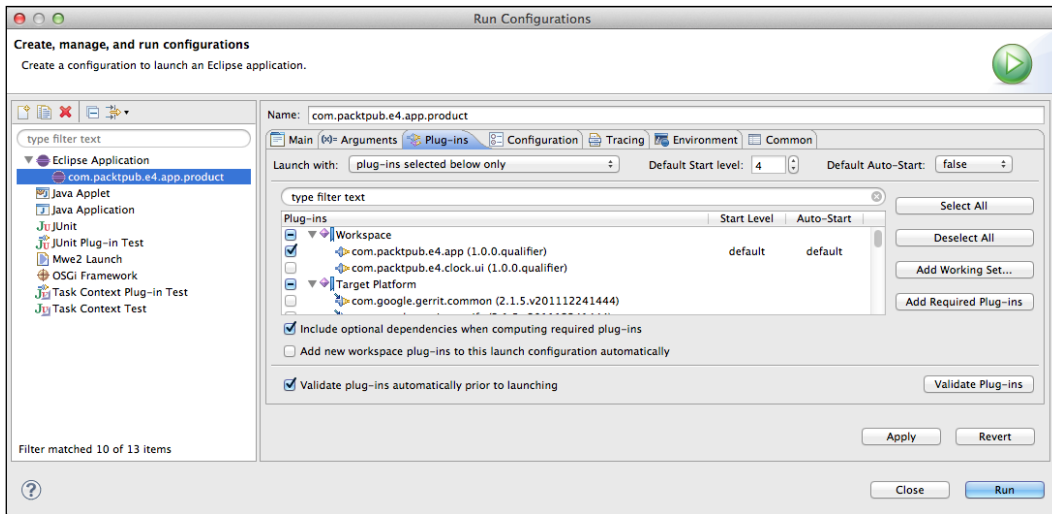 Run Configurations
Create, manage, and run configurations
Create a configuration to launch an Eclipse application.
type filter text
Eclipse Application
com.packtpub.e4.app.product
Java Applet
Java Application
JUnit
JUnit Plug-in Test
Mwe2 Launch
OSGi Framework
Task Context Plug-in Test
Task Context Test
Filter matched 10 of 13 items
Name: com.packtpub.e4.app.product
Main (x)= Arguments Plug-ins Configuration Tracing Environment Common
Launch with: plug-ins selected below only Default Start level: 4 Default Auto-Start: false
type filter text
Plug-ins Start Level Auto-Start
Workspace
com.packtpub.e4.app (1.0.0.qualifier) default default
com.packtpub.e4.clock.ui (1.0.0.qualifier)
Target Platform
com.google.gerrit.common (2.1.5.v201112241444)
Select All
Deselect All
Add Working Set...
Add Required Plug-ins
Include optional dependencies when computing required plug-ins
Add new workspace plug-ins to this launch configuration automatically
Validate plug-ins automatically prior to launching Validate Plug-ins
Apply Revert
? Close Run